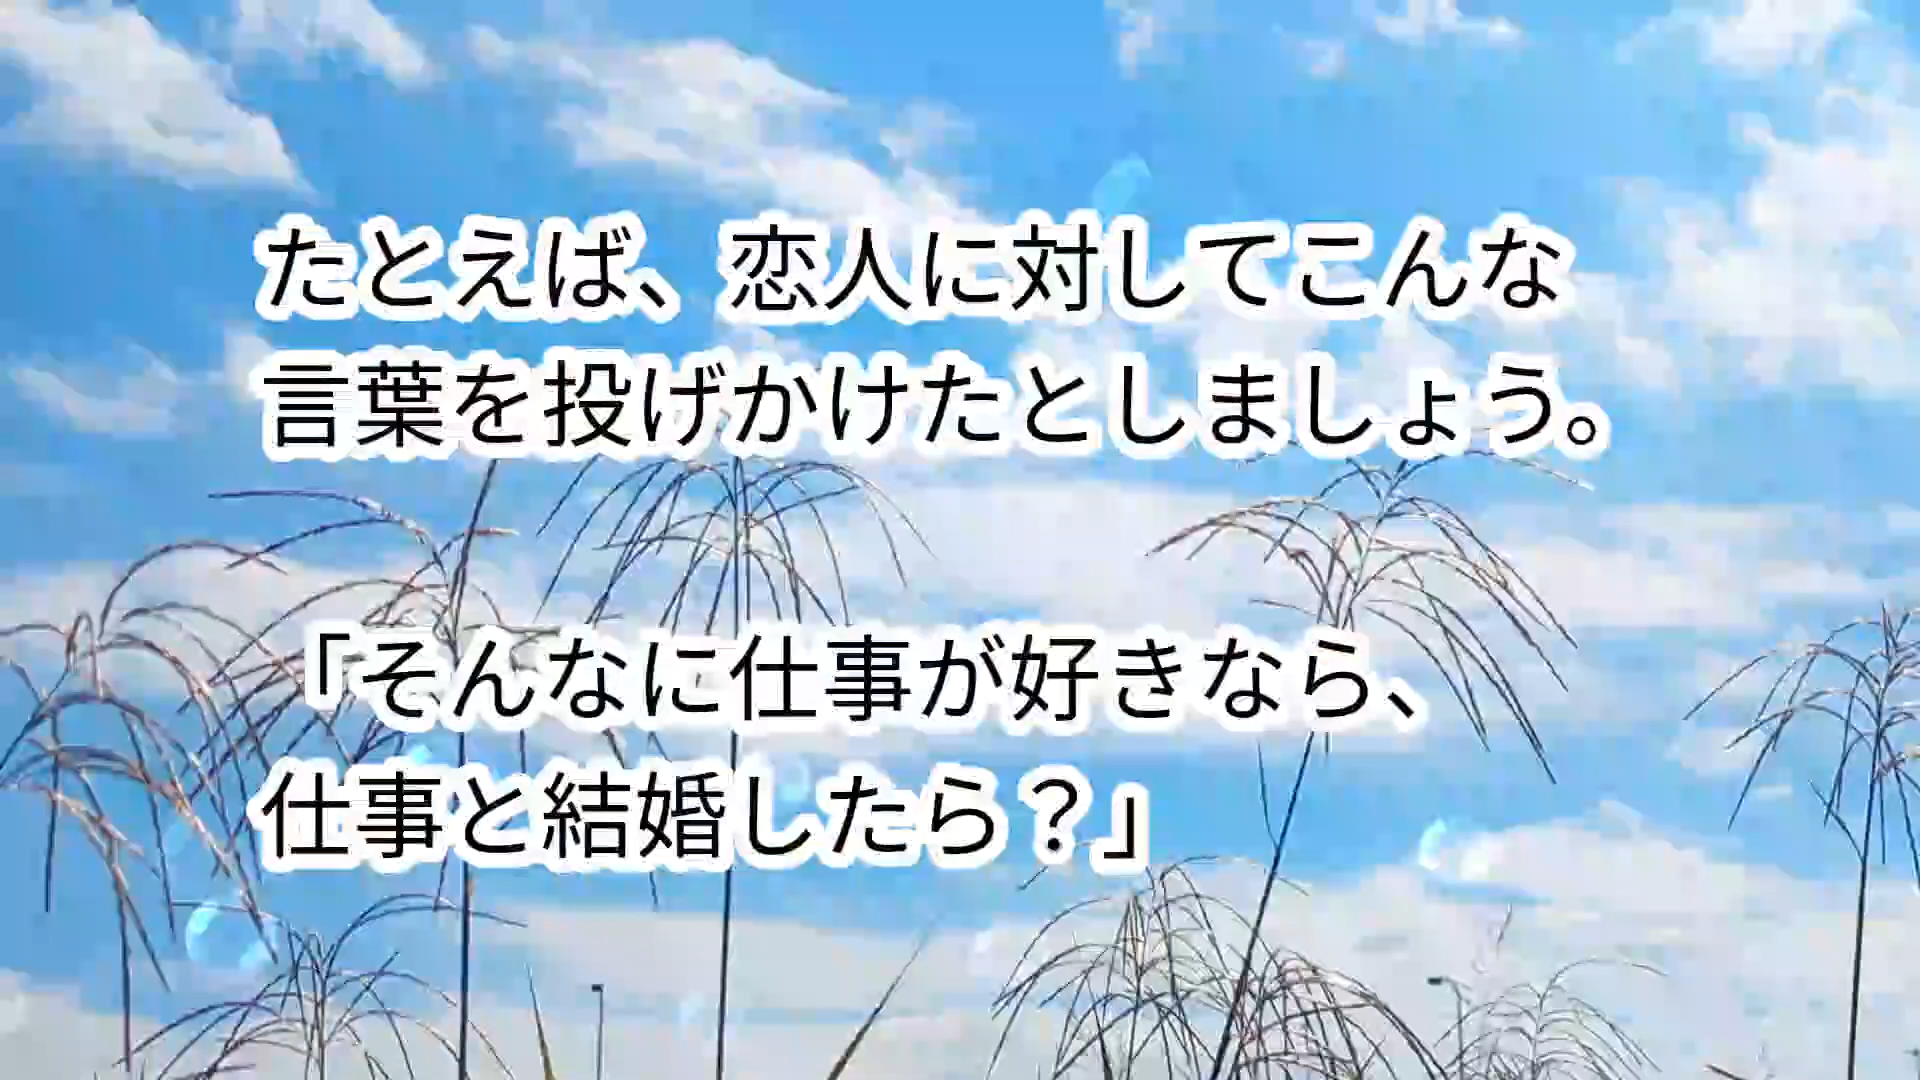 たとえば、恋人に対してこんな
言葉を投げかけたとしましょう。
「そんなに仕事が好きなら、
仕事と結婚したら？」